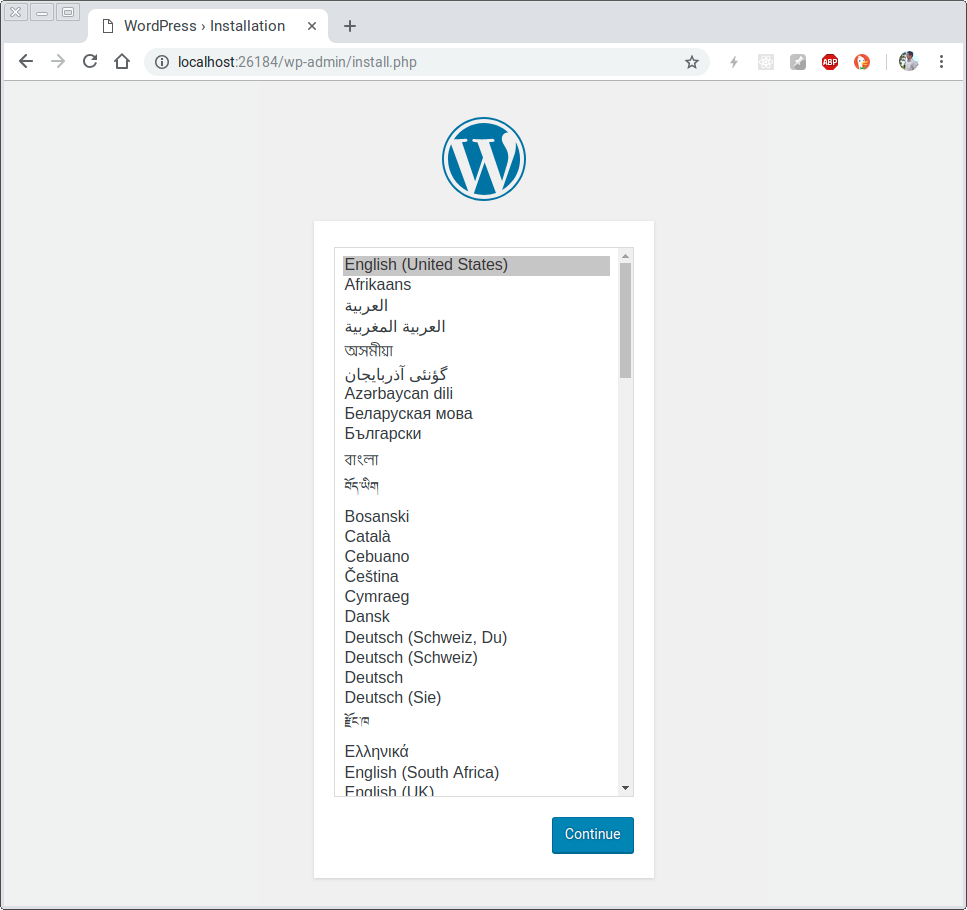 WordPress › Installation
localhost:26184/wp-admin/install.php
ABP
English (United States)
Afrikaans
العربية
العربية المغربية
অসমীয়া
گؤنئی آذربایجان
Azərbaycan dili
Беларуская мова
Български
বাংলা
བོད་ཡིག
Bosanski
Català
Cebuano
Čeština
Cymraeg
Dansk
Deutsch (Schweiz, Du)
Deutsch (Schweiz)
Deutsch
Deutsch (Sie)
རྫོང་ཁ
Ελληνικά
English (South Africa)
English (UK)
Continue